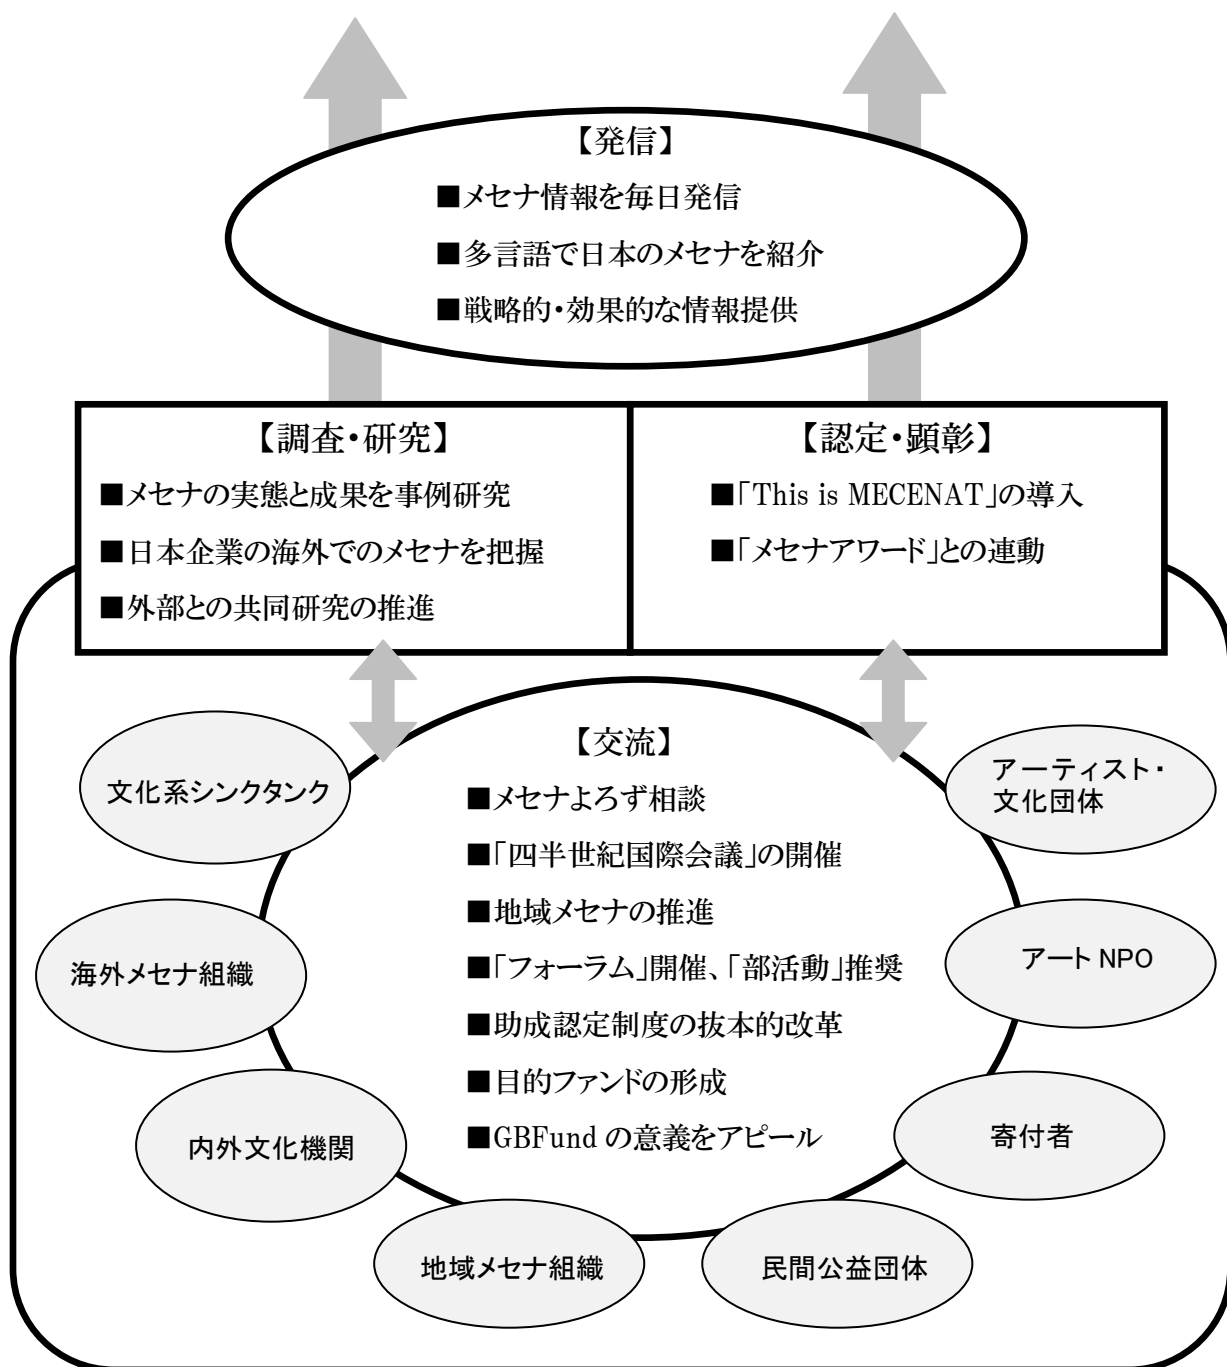 【発信】
■メセナ情報を毎日発信
■多言語で日本のメセナを紹介
■戦略的・効果的な情報提供
【調査・研究】
■メセナの実態と成果を事例研究
■日本企業の海外でのメセナを把握
■外部との共同研究の推進
【認定・顕彰】
■「This is MECENAT」の導入
■「メセナアワード」との連動
【交流】
■メセナよろず相談
■「四半世紀国際会議」の開催
■地域メセナの推進
■「フォーラム」開催、「部活動」推奨
■助成認定制度の抜本的改革
■目的ファンドの形成
■GBFund の意義をアピール
文化系シンクタンク
海外メセナ組織
内外文化機関
地域メセナ組織
民間公益団体
寄付者
アート NPO
アーティスト・
文化団体